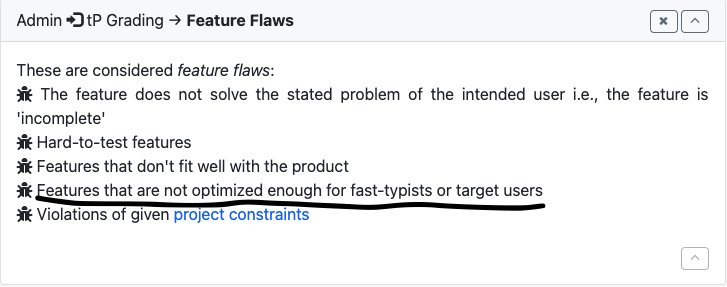 Admin tP Grading → Feature Flaws
These are considered feature flaws:
The feature does not solve the stated problem of the intended user i.e., the feature is
'incomplete'
Hard-to-test features
Features that don't fit well with the product
Features that are not optimized enough for fast-typists or target users
Violations of given project constraints